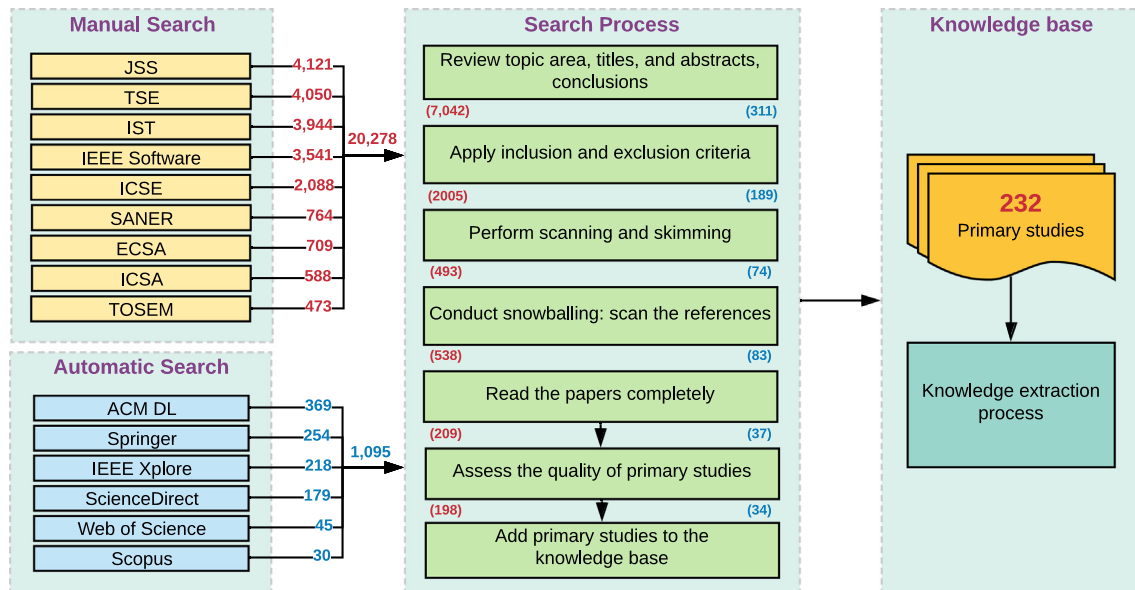 Manual Search
JSS
4,121
TSE
4,050
IST
3,944
IEEE Software
3,541
ICSE
2,088
SANER
764
ECSA
709
ICSA
588
TOSEM
473
20,278
Automatic Search
ACM DL
369
Springer
254
IEEE Xplore
218
ScienceDirect
179
Web of Science
45
Scopus
30
1,095
Search Process
Review topic area, titles, and abstracts,
conclusions
(7,042)
(311)
Apply inclusion and exclusion criteria
(2005)
(189)
Perform scanning and skimming
(493)
(74)
Conduct snowballing: scan the references
(538)
(83)
Read the papers completely
(209)
(37)
Assess the quality of primary studies
(198)
(34)
Add primary studies to the
knowledge base
Knowledge base
232
Primary studies
Knowledge extraction
process